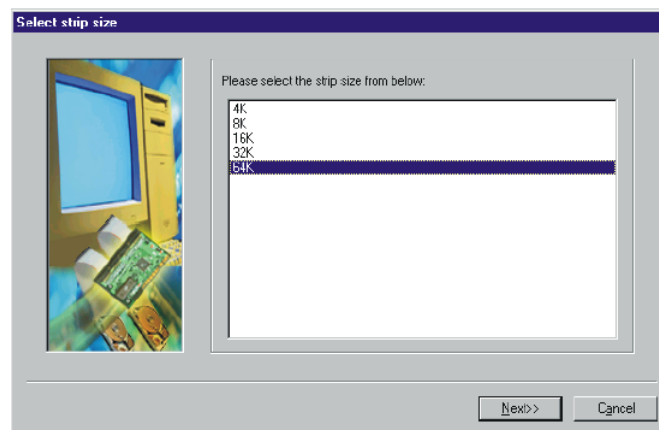 Select strip size
Please select the strip size from below:
4K
8K
16K
32K
64K
Next>>
Cancel